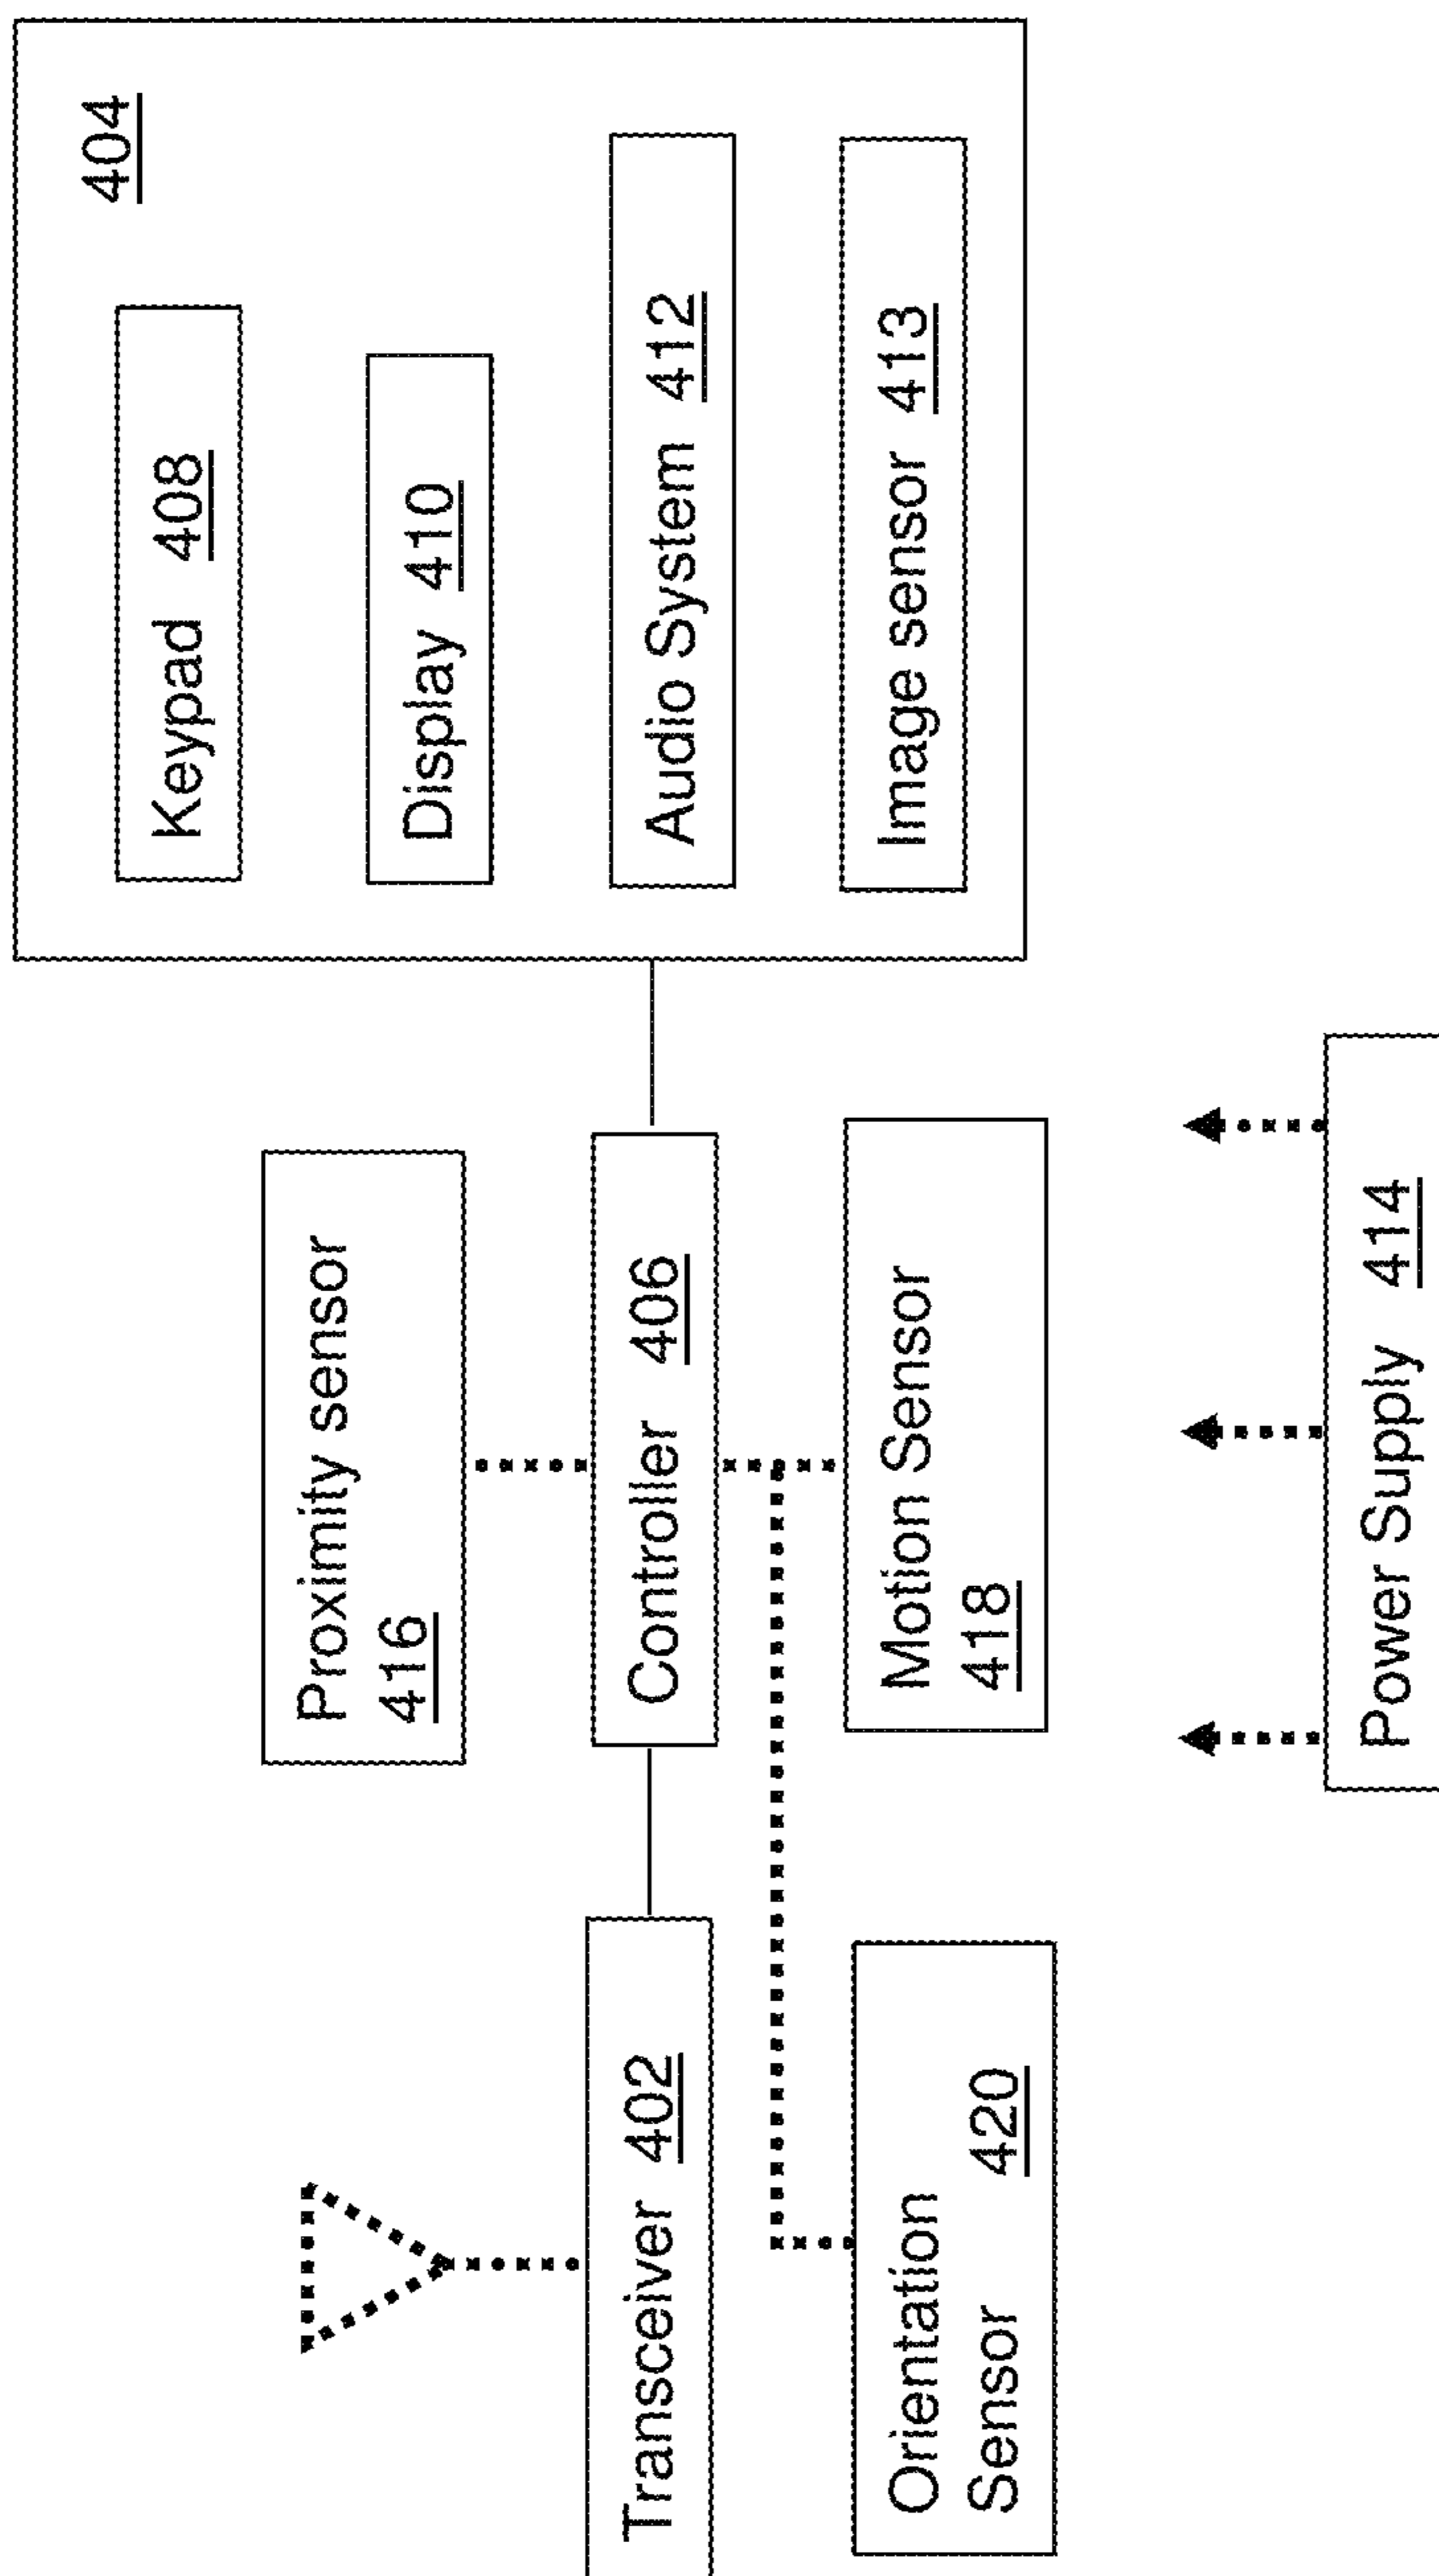 404
Keypad 408
Display 410
Audio System 412
Image sensor 413
Proximity sensor
416
Controller 406
Motion Sensor
418
Transceiver 402
Orientation
Sensor 420
Power Supply 414